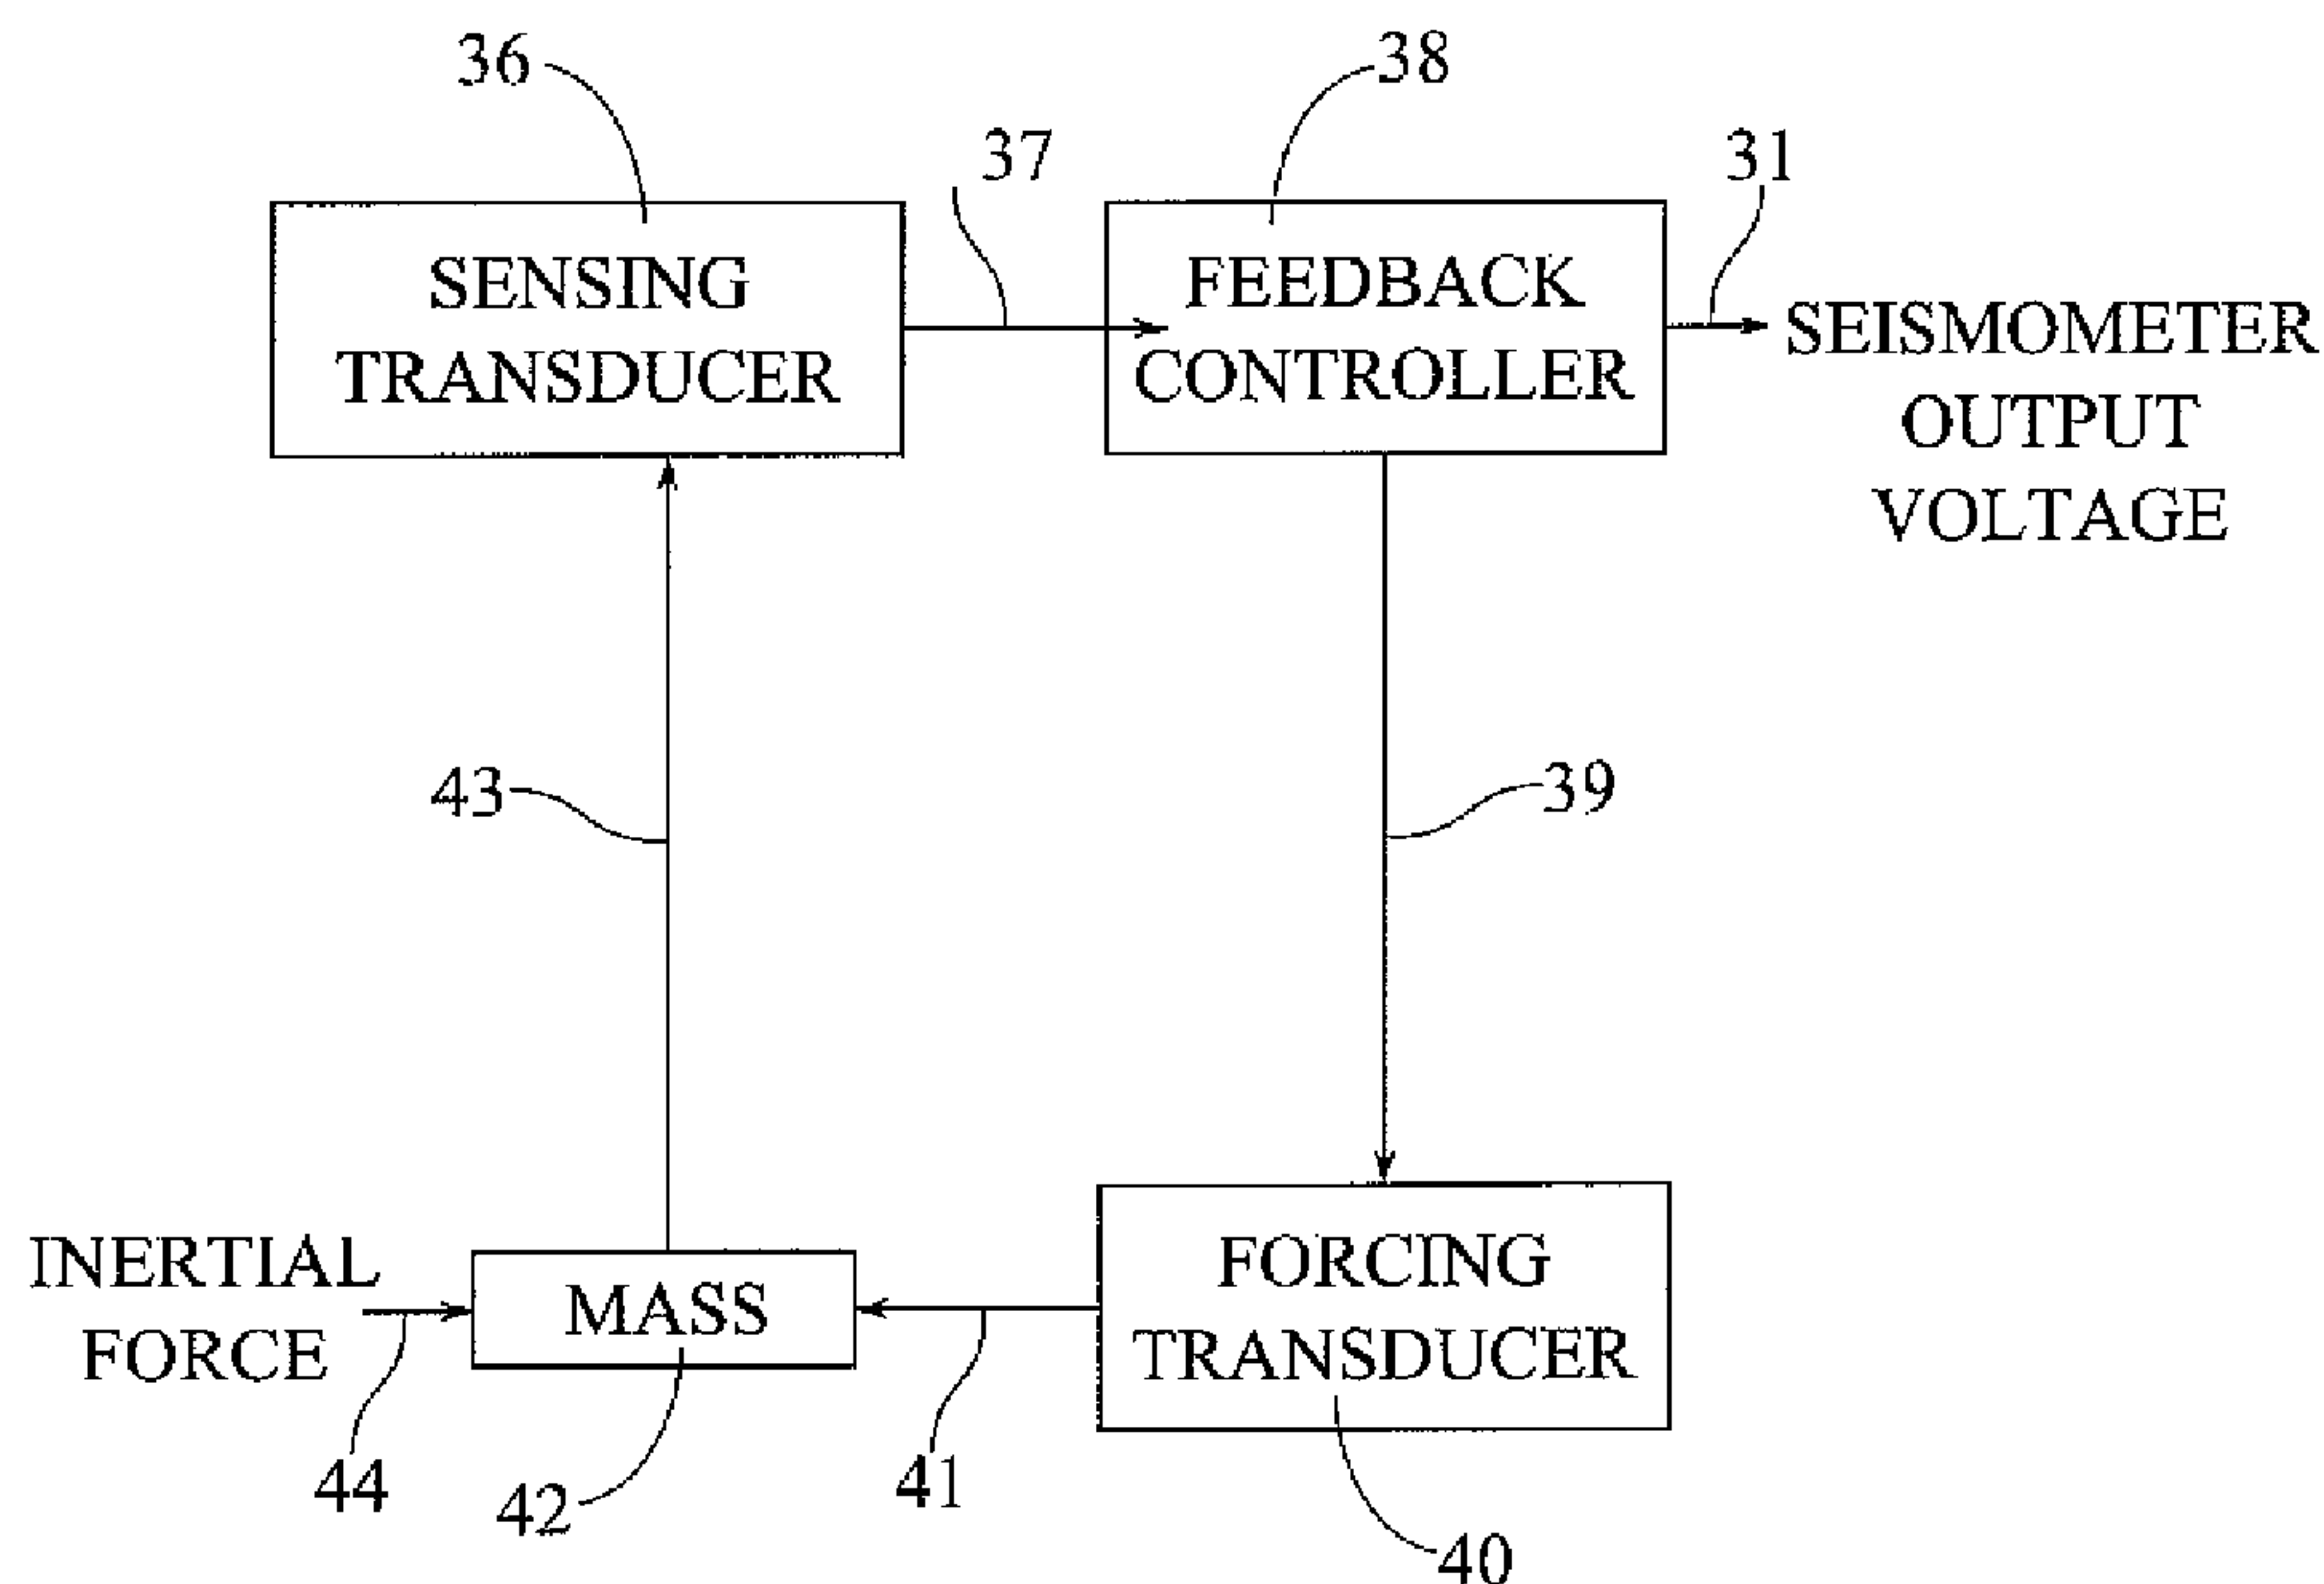 36
38
37
31
SENSING
TRANSDUCER
FEEDBACK
CONTROLLER
SEISMOMETER
OUTPUT
VOLTAGE
43
39
INERTIAL
FORCE
MASS
FORCING
TRANSDUCER
44
42
41
40